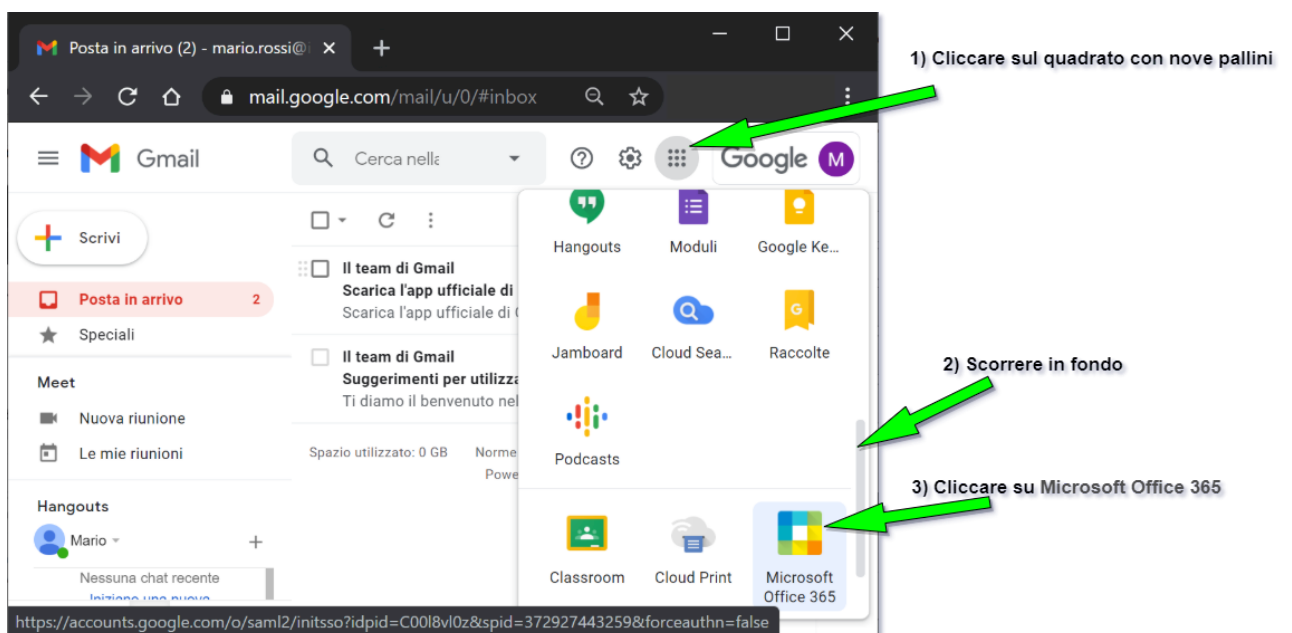 Posta in arrivo (2) - mario.rossi@
1) Cliccare sul quadrato con nove pallini
mail.google.com/mail/u/0/#inbox
Gmail
Cerca nella
Google
M
Scrivi
Posta in arrivo 2
Speciali
Meet
Nuova riunione
Le mie riunioni
Hangouts
Mario
Nessuna chat recente
Iniziane una nuova
Il team di Gmail
Scarica l'app ufficiale di
Scarica l'app ufficiale di
Il team di Gmail
Suggerimenti per utilizza
Ti diamo il benvenuto nel
Spazio utilizzato: 0 GB Norme
Powe
Hangouts Moduli Google Ke...
Jamboard Cloud Sea... Raccolte
Podcasts
Classroom Cloud Print Microsoft
Office 365
2) Scorrere in fondo
3) Cliccare su Microsoft Office 365
https://accounts.google.com/o/saml2/initsso?idpid=C00l8vl0z&spid=372927443259&forceauthn=false